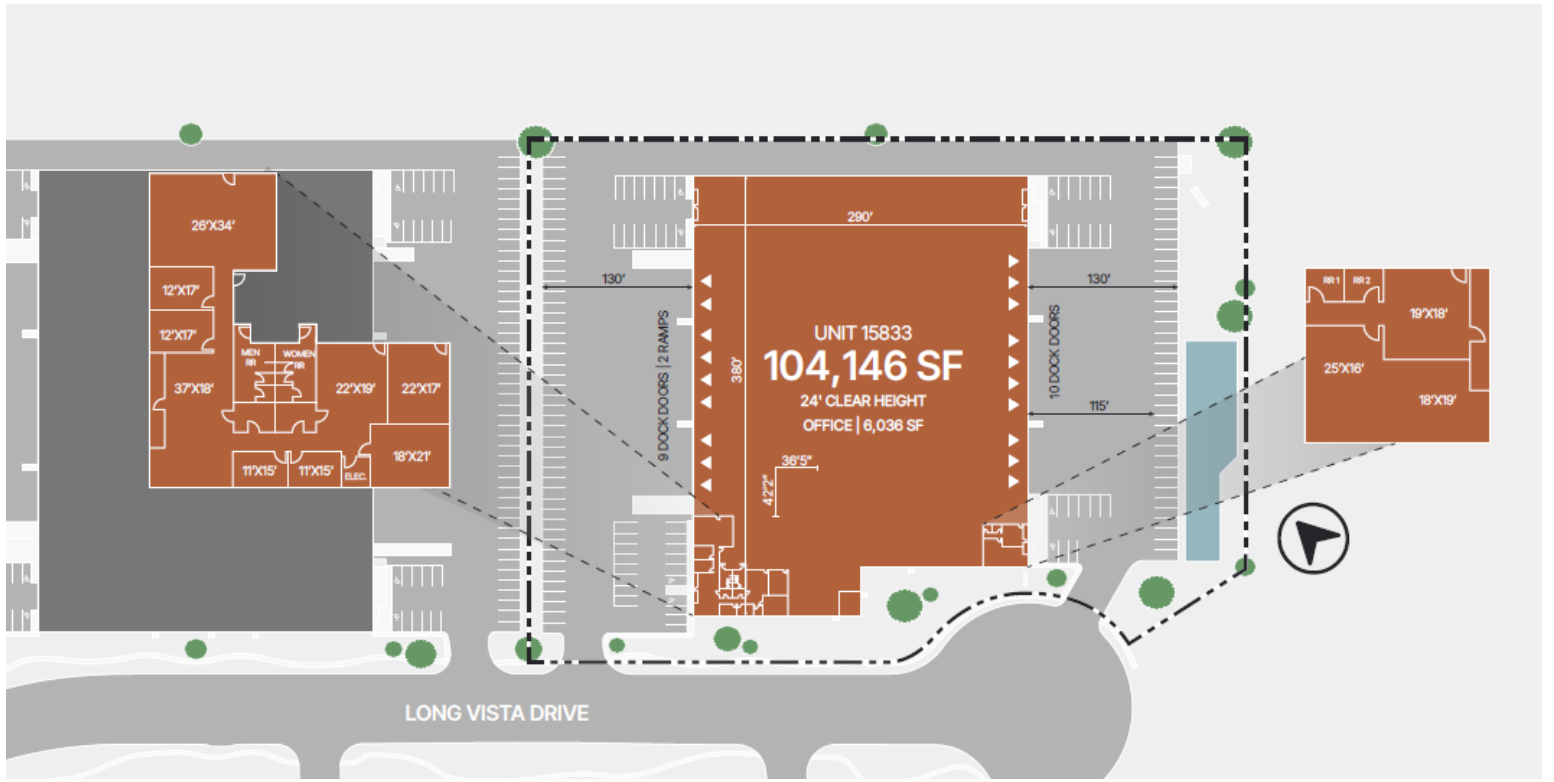 26'X34'
12'X17'
12'X17'
MEN
RR
WOMEN
RR
37'X18'
22'X19'
22'X17'
11'X15'
11'X15'
ELEC.
18'X21'
130'
9 DOCK DOORS | 2 RAMPS
290'
380'
UNIT 15833
104,146 SF
24' CLEAR HEIGHT
OFFICE | 6,036 SF
36'5"
42'2"
130'
10 DOCK DOORS
115'
RR 1
RR 2
19'X18'
25'X16'
18'X19'
LONG VISTA DRIVE